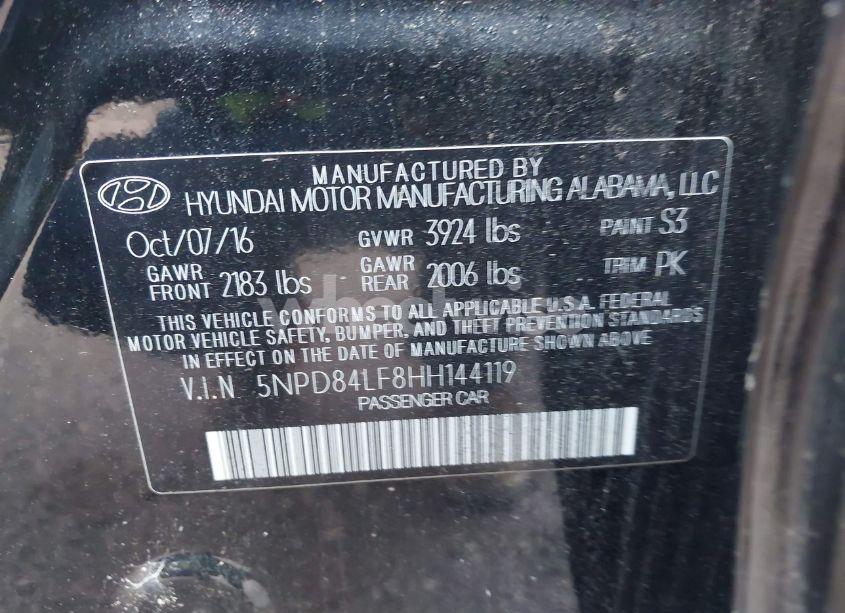 MANUFACTURED BY
HYUNDAI MOTOR MANUFACTURING ALABAMA, LLC
Oct/07/16 GVWR 3924 lbs PAINT S3
GAWR FRONT 2183 lbs GAWR REAR 2006 lbs TRIM PK
THIS VEHICLE CONFORMS TO ALL APPLICABLE U.S.A. FEDERAL
MOTOR VEHICLE SAFETY, BUMPER, AND THEFT PREVENTION STANDARDS
IN EFFECT ON THE DATE OF MANUFACTURE SHOWN ABOVE
V.I.N 5NPD84LF8HH144119
PASSENGER CAR